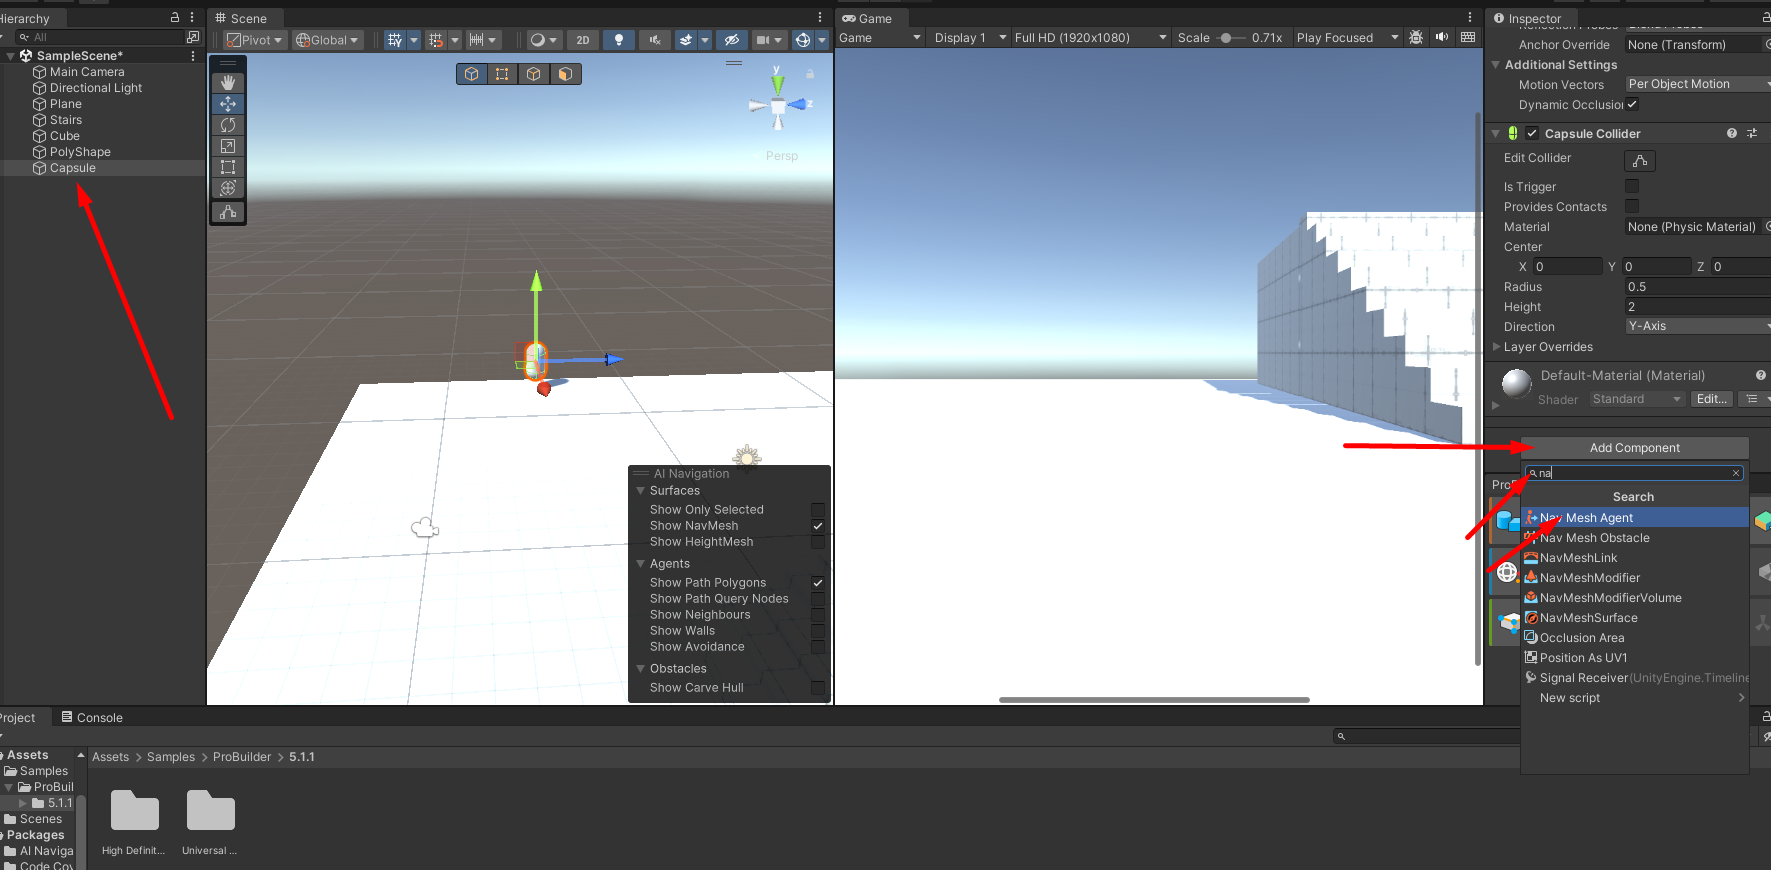 Hierarchy
All
SampleScene*
Main Camera
Directional Light
Plane
Stairs
Cube
PolyShape
Capsule
Scene
Pivot
Global
2D
y
z
Persp
AI Navigation
Surfaces
Show Only Selected
Show NavMesh
Show HeightMesh
Agents
Show Path Polygons
Show Path Query Nodes
Show Neighbours
Show Walls
Show Avoidance
Obstacles
Show Carve Hull
Game
Game
Display 1
Full HD (1920x1080)
Scale
0.71x
Play Focused
Inspector
Anchor Override
None (Transform)
Additional Settings
Motion Vectors
Per Object Motion
Dynamic Occlusion
Capsule Collider
Edit Collider
Is Trigger
Provides Contacts
Material
None (Physic Material)
Center
X 0 Y 0 Z 0
Radius
0.5
Height
2
Direction
Y-Axis
Layer Overrides
Default-Material (Material)
Shader
Standard
Edit...
Add Component
na
Search
Nav Mesh Agent
Nav Mesh Obstacle
NavMeshLink
NavMeshModifier
NavMeshModifierVolume
NavMeshSurface
Occlusion Area
Position As UV1
Signal Receiver (UnityEngine.Timeline
New script
Project
Console
Assets
Samples
ProBuil
5.1.1
Scenes
Packages
AI Naviga
Code Cov
Assets > Samples > ProBuilder > 5.1.1
High Definit...
Universal ...